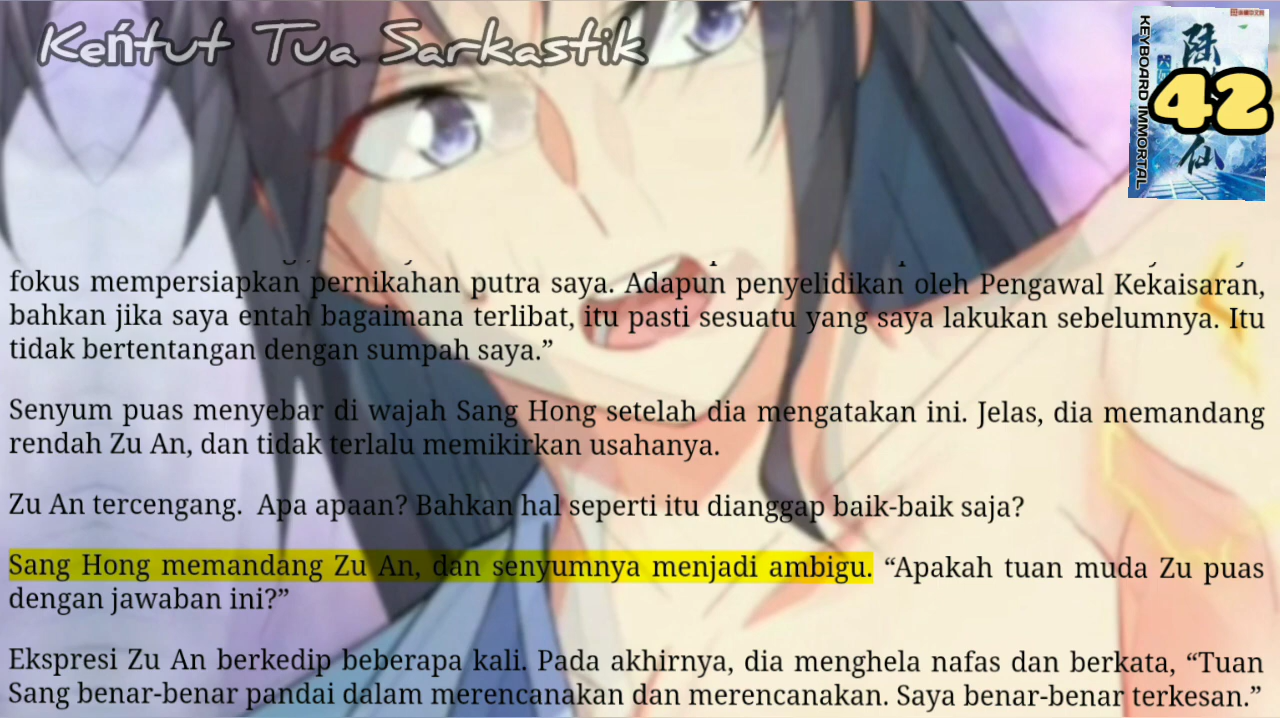 Keńtut Tua Sarkastik
KEYBOARD IMMORTAL
42
仙
fokus mempersiapkan pernikahan putra saya. Adapun penyelidikan oleh Pengawal Kekaisaran,
bahkan jika saya entah bagaimana terlibat, itu pasti sesuatu yang saya lakukan sebelumnya. Itu
tidak bertentangan dengan sumpah saya.”
Senyum puas menyebar di wajah Sang Hong setelah dia mengatakan ini. Jelas, dia memandang
rendah Zu An, dan tidak terlalu memikirkan usahanya.
Zu An tercengang.  Apa apaan? Bahkan hal seperti itu dianggap baik-baik saja?
Sang Hong memandang Zu An, dan senyumnya menjadi ambigu. “Apakah tuan muda Zu puas
dengan jawaban ini?”
Ekspresi Zu An berkedip beberapa kali. Pada akhirnya, dia menghela nafas dan berkata, “Tuan
Sang benar-benar pandai dalam merencanakan dan merencanakan. Saya benar-benar terkesan.”